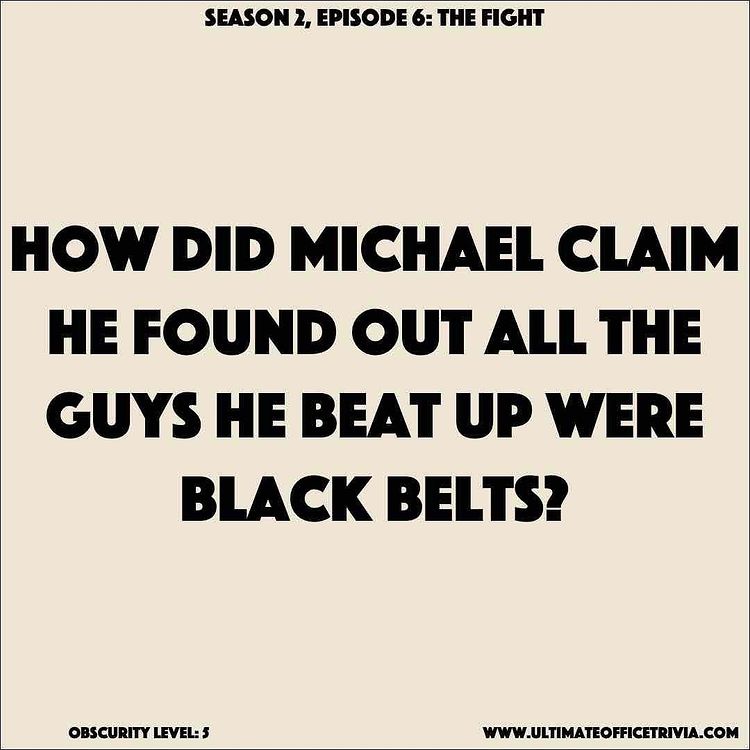 SEASON 2, EPISODE 6: THE FIGHT
HOW DID MICHAEL CLAIM
HE FOUND OUT ALL THE
GUYS HE BEAT UP WERE
BLACK BELTS?
OBSCURITY LEVEL: 5
WWW.ULTIMATEOFFICETRIVIA.COM